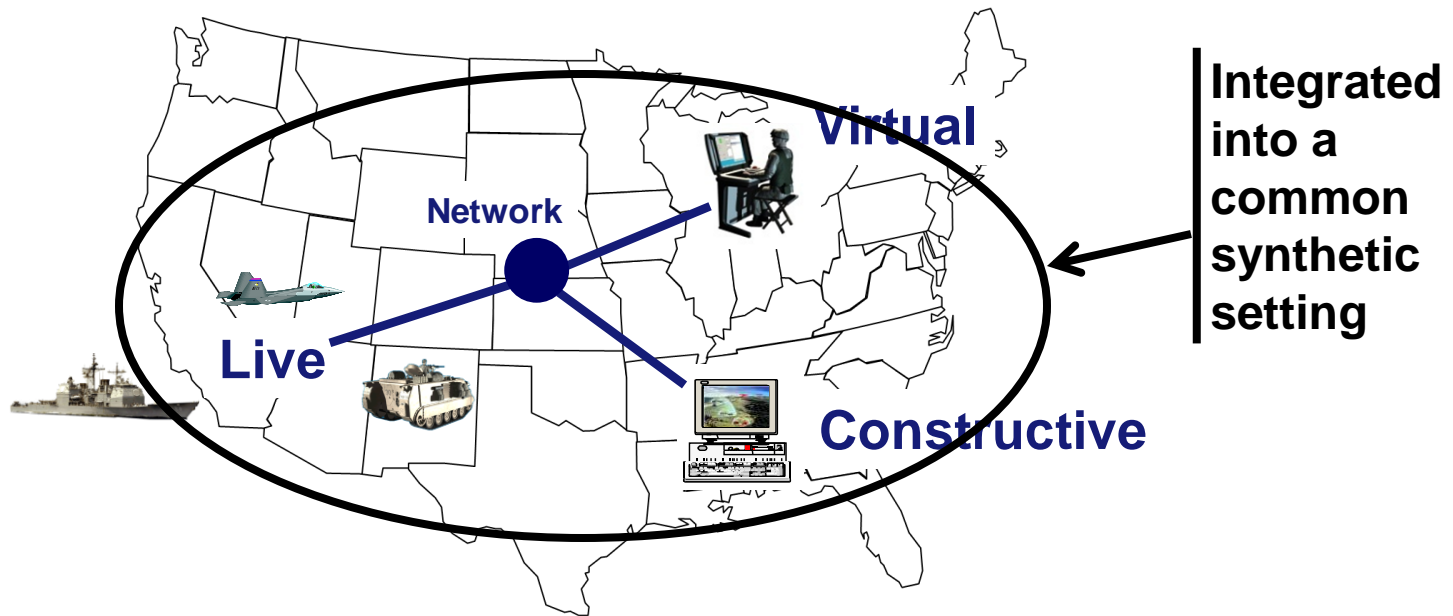 Virtual
Network
Live
Constructive
Integrated
into a
common
synthetic
setting